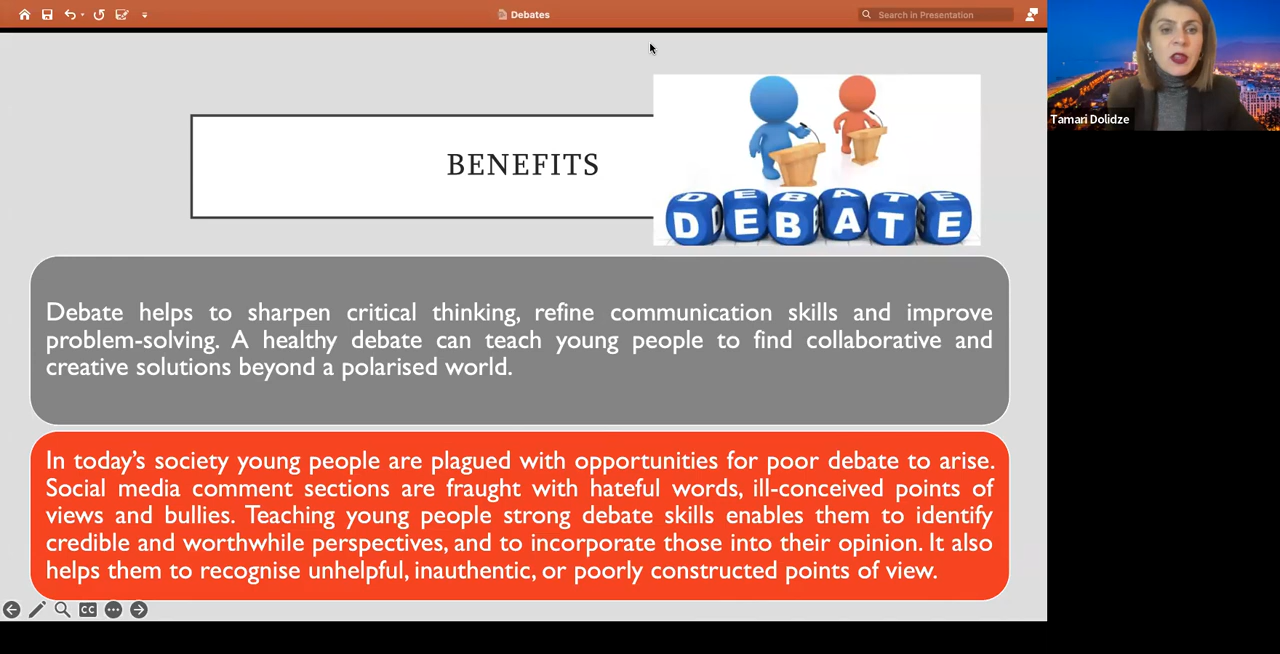 Debates
Search in Presentation
Tamari Dolidze
BENEFITS
DEBATE
DEBATE
Debate helps to sharpen critical thinking, refine communication skills and improve
problem-solving. A healthy debate can teach young people to find collaborative and
creative solutions beyond a polarised world.
In today’s society young people are plagued with opportunities for poor debate to arise.
Social media comment sections are fraught with hateful words, ill-conceived points of
views and bullies. Teaching young people strong debate skills enables them to identify
credible and worthwhile perspectives, and to incorporate those into their opinion. It also
helps them to recognise unhelpful, inauthentic, or poorly constructed points of view.
CC